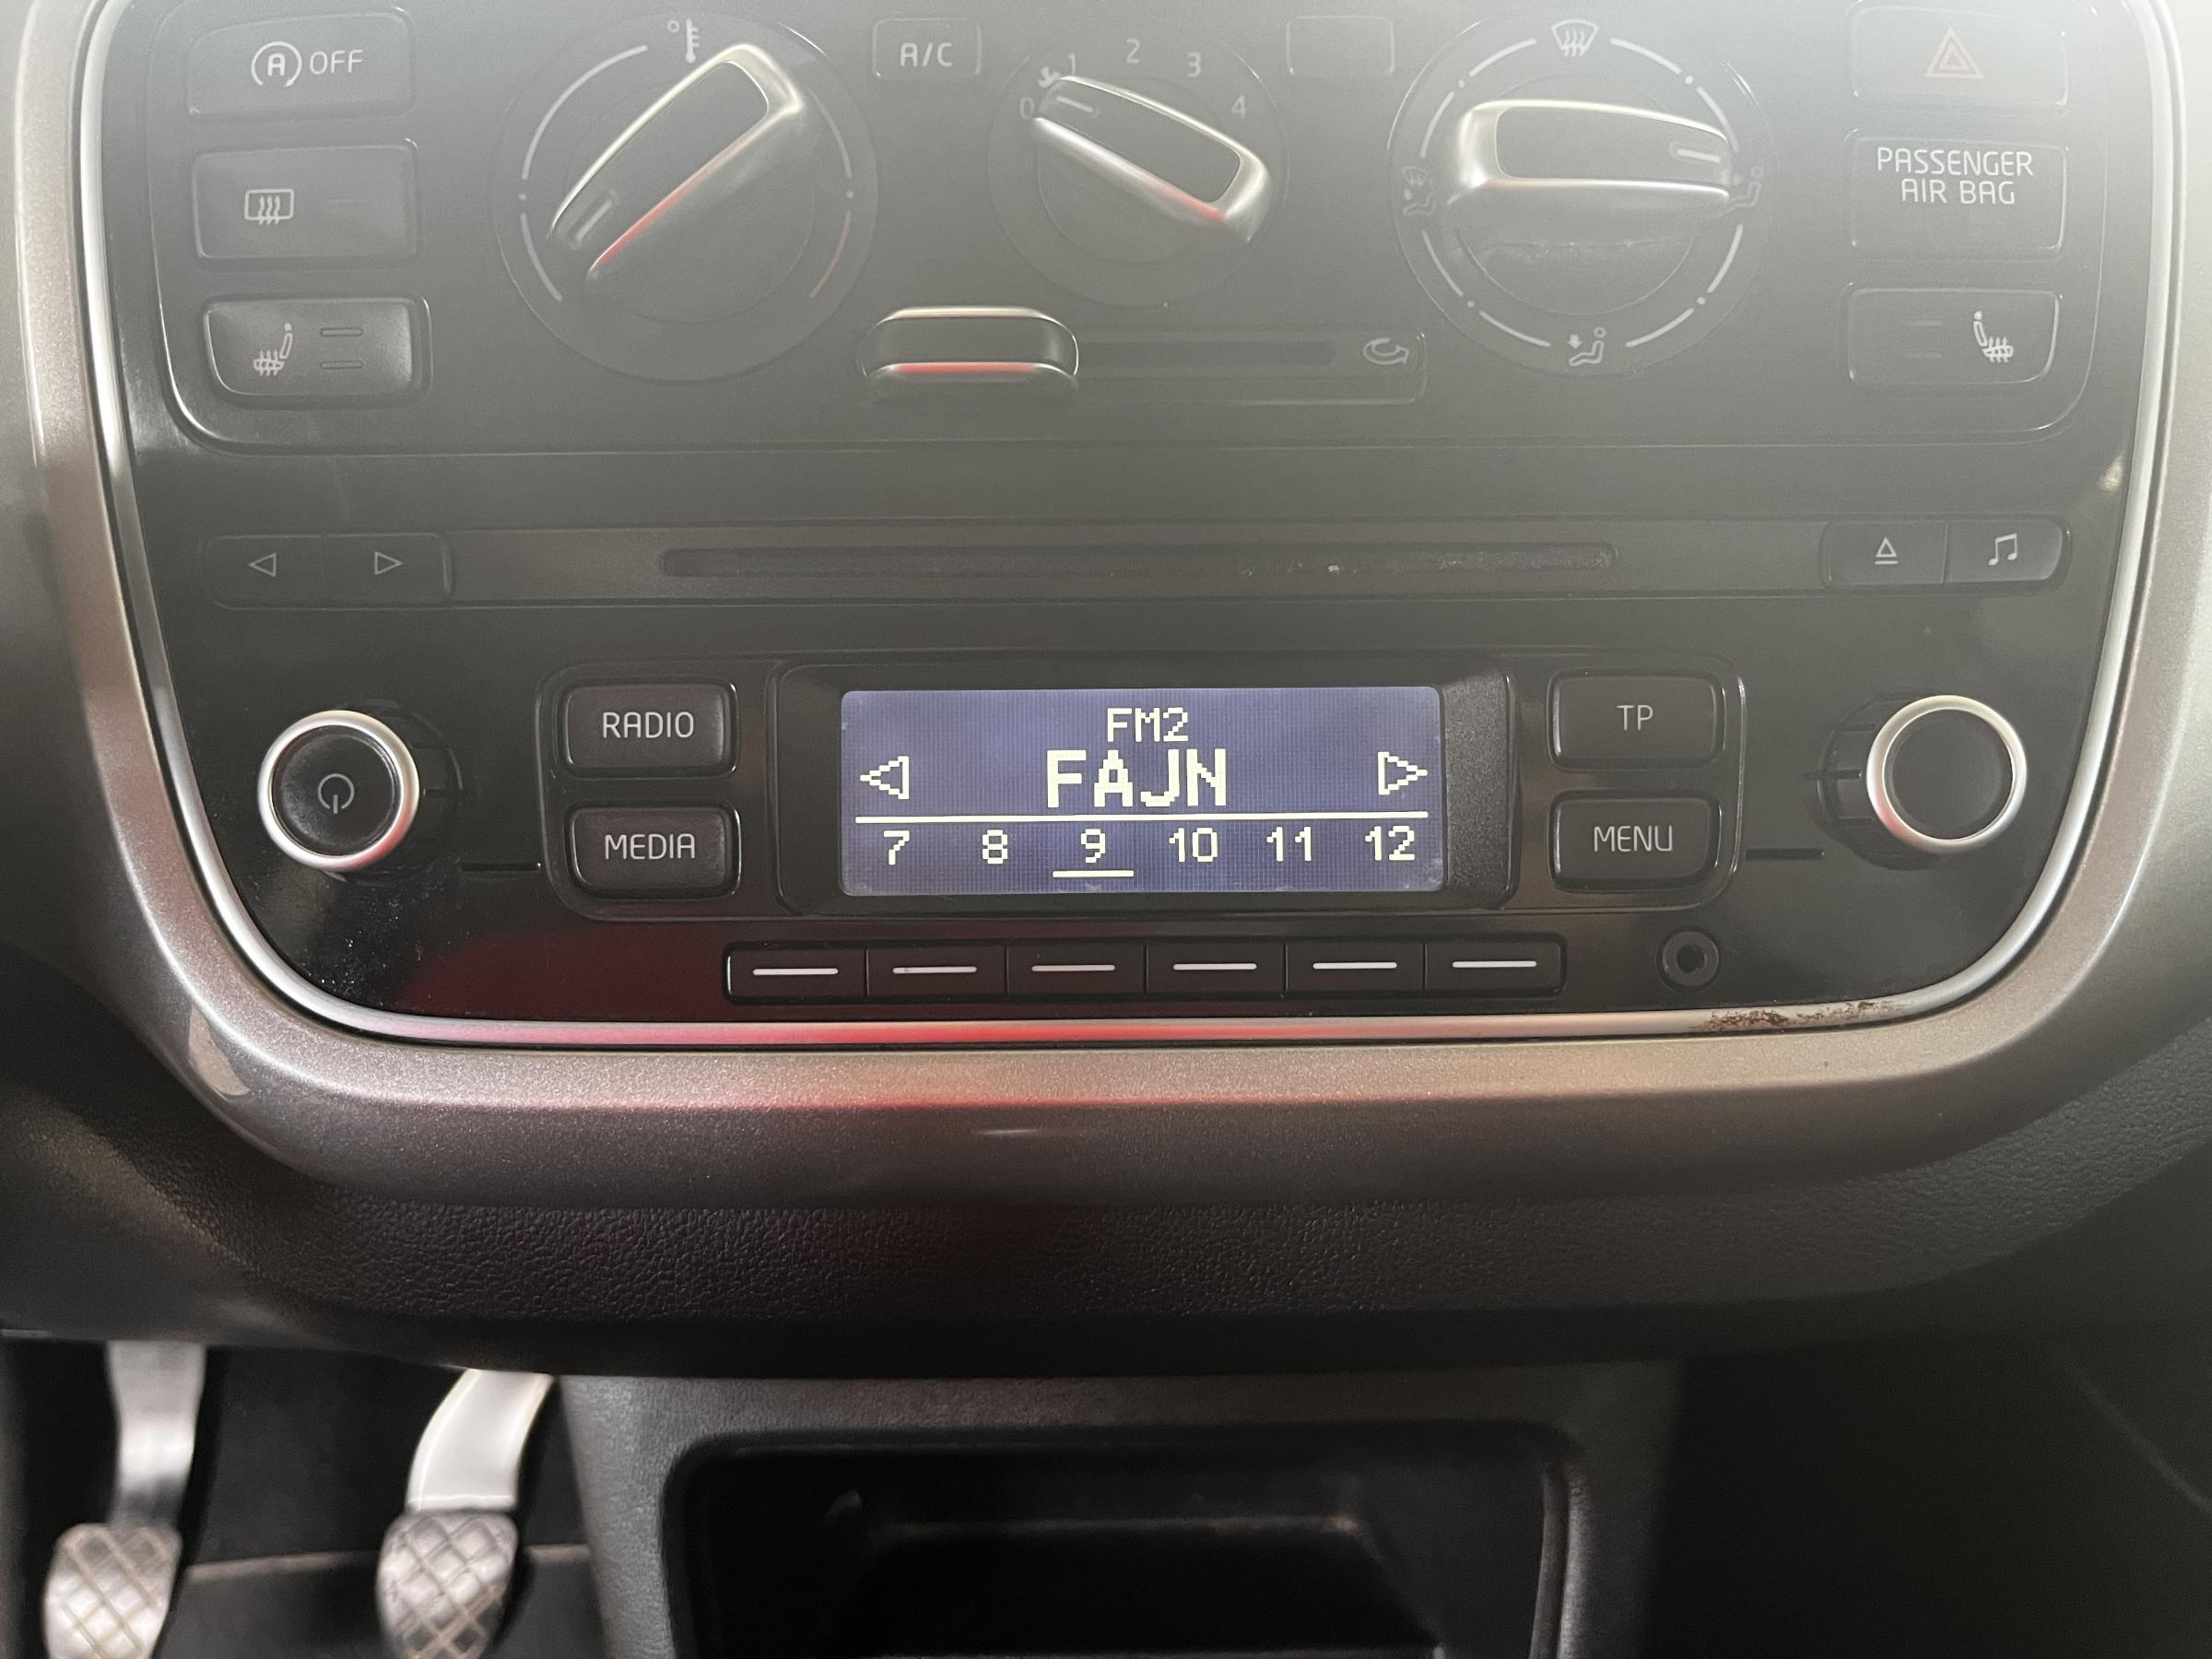 A OFF
A/C
0 1 2 3 4
PASSENGER
AIR BAG
RADIO
MEDIA
FM2
FAJN
7 8 9 10 11 12
TP
MENU